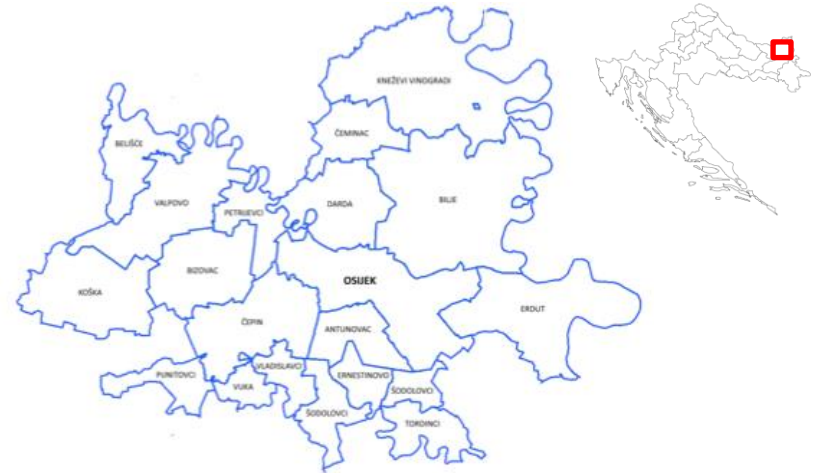 KNEŽEVI VINOGRADI
ČEMINAC
BELIŠĆE
VALPOVO
PETRIJEVCI
DARDA
BILJE
BIZOVAC
OSIJEK
KOŠKA
ERDUT
ČEPIN
ANTUNOVAC
VLADISLAVCI
PUNITOVCI
VUKA
ERNESTINOVO
ŠODOLOVCI
ŠODOLOVCI
TORDINCI